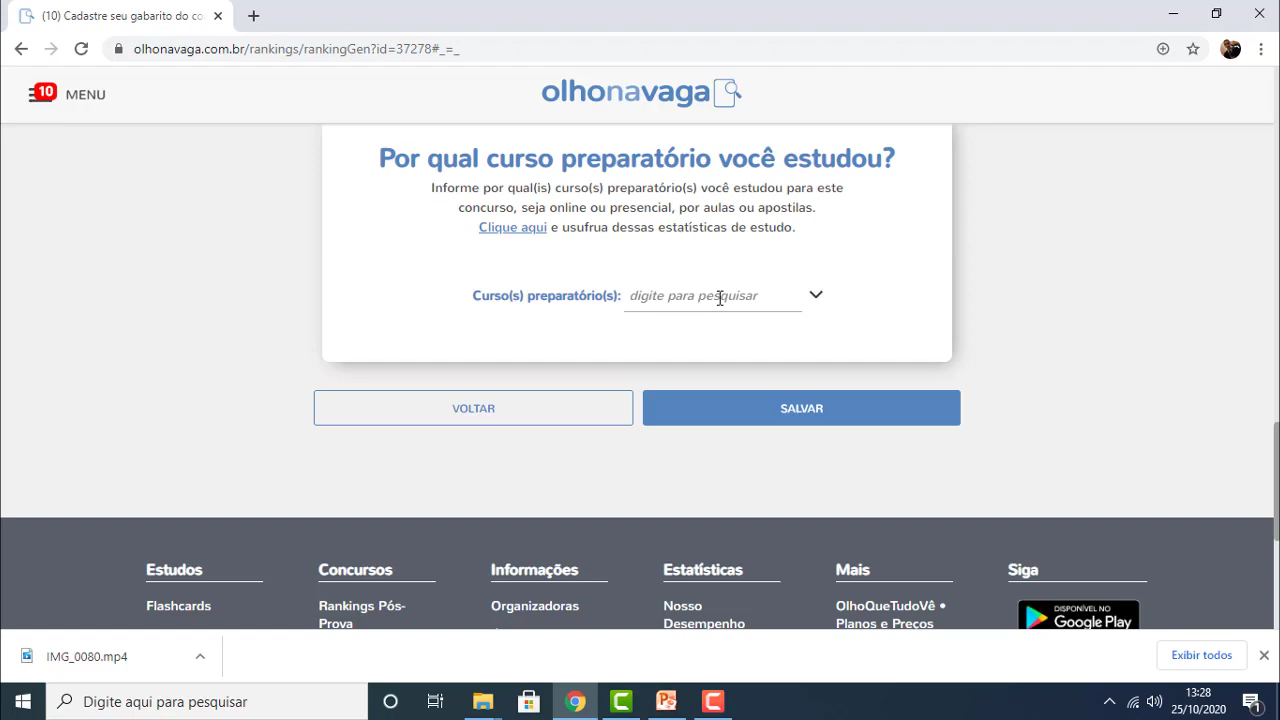 (10) Cadastre seu gabarito do co
olhonavaga.com.br/rankings/rankingGen?id=37278#_=_
10 MENU
olhonavaga
Por qual curso preparatório você estudou?
Informe por qual(is) curso(s) preparatório(s) você estudou para este
concurso, seja online ou presencial, por aulas ou apostilas.
Clique aqui e usufrua dessas estatísticas de estudo.
Curso(s) preparatório(s): digite para pesquisar
VOLTAR
SALVAR
Estudos
Concursos
Informações
Estatísticas
Mais
Siga
Flashcards
Rankings Pós-
Prova
Organizadoras
Nosso
Desempenho
OlhoQueTudoVê •
Planos e Preços
DISPONÍVEL NO
Google Play
IMG_0080.mp4
Exibir todos
Digite aqui para pesquisar
13:28
25/10/2020
1